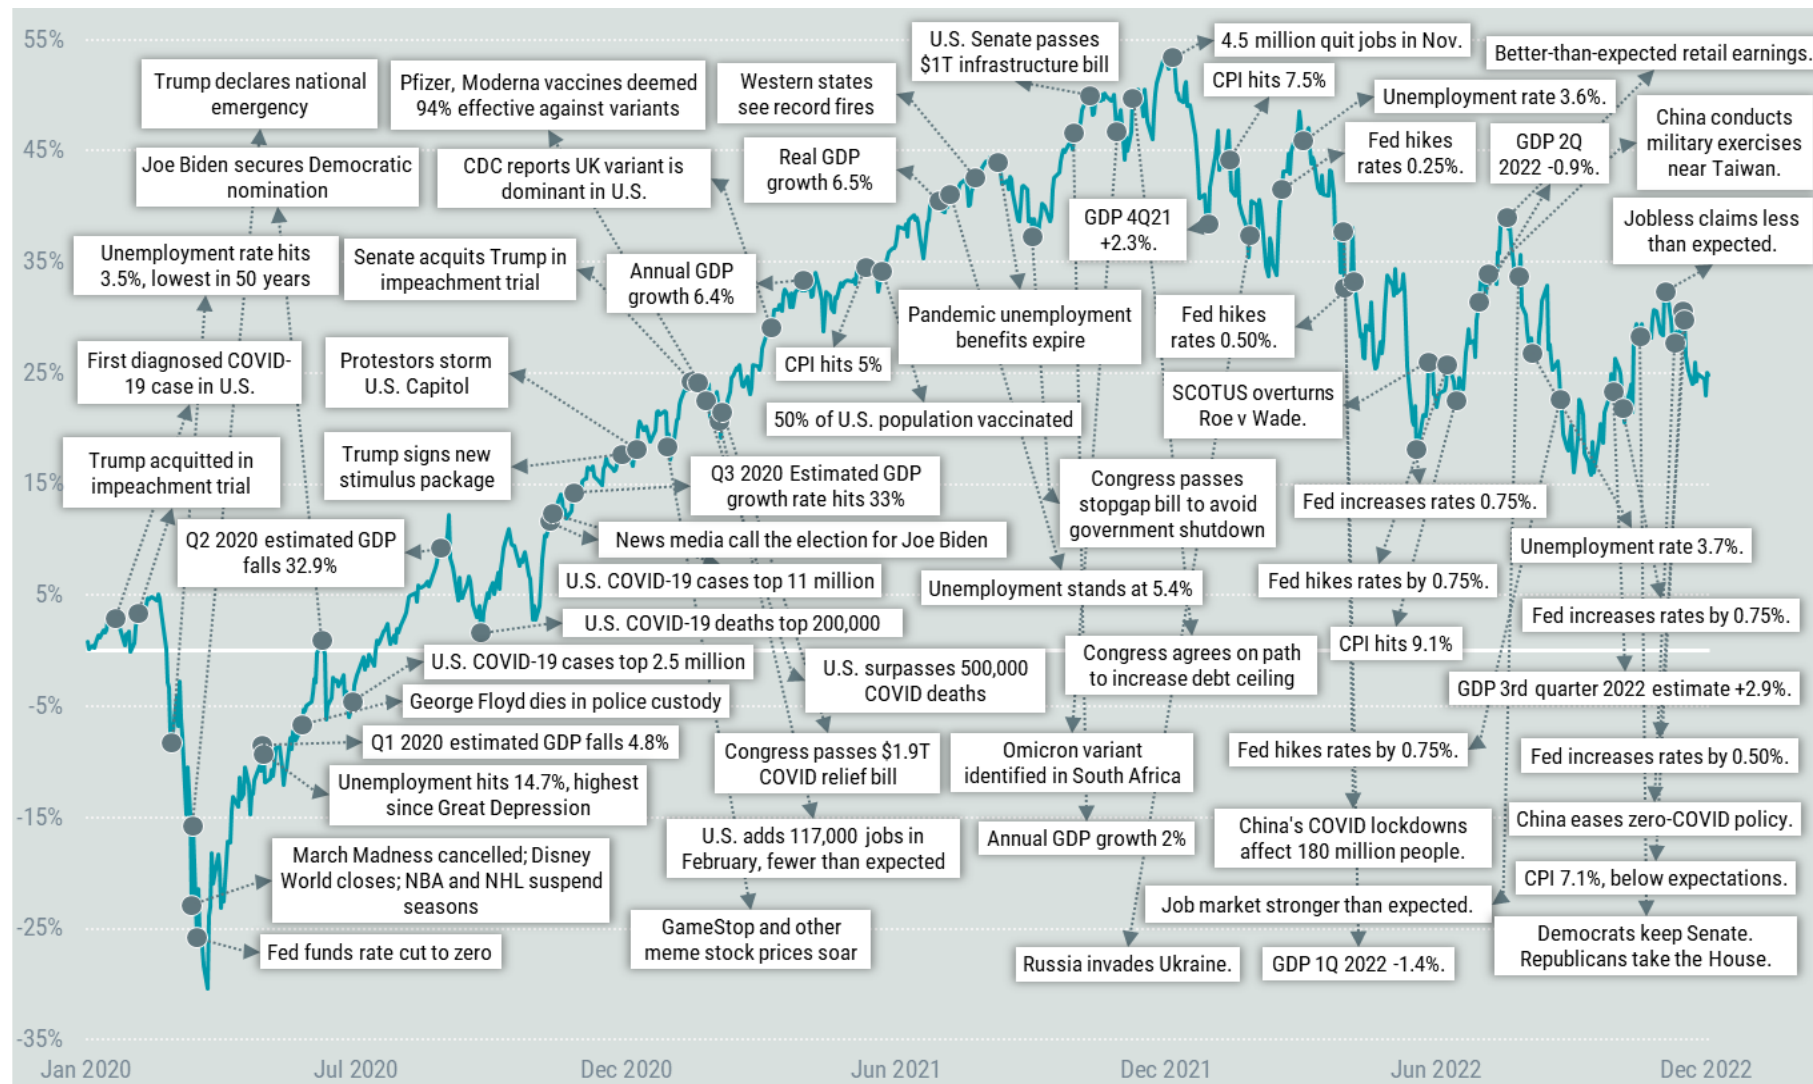 55%
45%
35%
25%
15%
5%
-5%
-15%
-25%
-35%
Jan 2020
Jul 2020
Dec 2020
Jun 2021
Dec 2021
Jun 2022
Dec 2022
Trump declares national
emergency
Joe Biden secures Democratic
nomination
Unemployment rate hits
3.5%, lowest in 50 years
First diagnosed COVID-
19 case in U.S.
Trump acquitted in
impeachment trial
Q2 2020 estimated GDP
falls 32.9%
Pfizer, Moderna vaccines deemed
94% effective against variants
CDC reports UK variant is
dominant in U.S.
Senate acquits Trump in
impeachment trial
Annual GDP
growth 6.4%
Protestors storm
U.S. Capitol
Trump signs new
stimulus package
Q3 2020 Estimated GDP
growth rate hits 33%
News media call the election for Joe Biden
U.S. COVID-19 cases top 11 million
U.S. COVID-19 deaths top 200,000
U.S. COVID-19 cases top 2.5 million
George Floyd dies in police custody
Q1 2020 estimated GDP falls 4.8%
Unemployment hits 14.7%, highest
since Great Depression
March Madness cancelled; Disney
World closes; NBA and NHL suspend
seasons
Fed funds rate cut to zero
U.S. surpasses 500,000
COVID deaths
Congress passes $1.9T
COVID relief bill
U.S. adds 117,000 jobs in
February, fewer than expected
GameStop and other
meme stock prices soar
Western states
see record fires
Real GDP
growth 6.5%
CPI hits 5%
50% of U.S. population vaccinated
Pandemic unemployment
benefits expire
U.S. Senate passes
$1T infrastructure bill
Congress passes
stopgap bill to avoid
government shutdown
Unemployment stands at 5.4%
Congress agrees on path
to increase debt ceiling
Omicron variant
identified in South Africa
Annual GDP growth 2%
Russia invades Ukraine.
4.5 million quit jobs in Nov.
CPI hits 7.5%
GDP 4Q21
+2.3%.
Unemployment rate 3.6%.
Fed hikes
rates 0.25%.
Fed hikes
rates 0.50%.
SCOTUS overturns
Roe v Wade.
Fed increases rates 0.75%.
Fed hikes rates by 0.75%.
CPI hits 9.1%
Fed hikes rates by 0.75%.
China's COVID lockdowns
affect 180 million people.
Job market stronger than expected.
GDP 1Q 2022 -1.4%.
Better-than-expected retail earnings.
GDP 2Q
2022 -0.9%.
China conducts
military exercises
near Taiwan.
Jobless claims less
than expected.
Unemployment rate 3.7%.
Fed increases rates by 0.75%.
GDP 3rd quarter 2022 estimate +2.9%.
Fed increases rates by 0.50%.
China eases zero-COVID policy.
CPI 7.1%, below expectations.
Democrats keep Senate.
Republicans take the House.